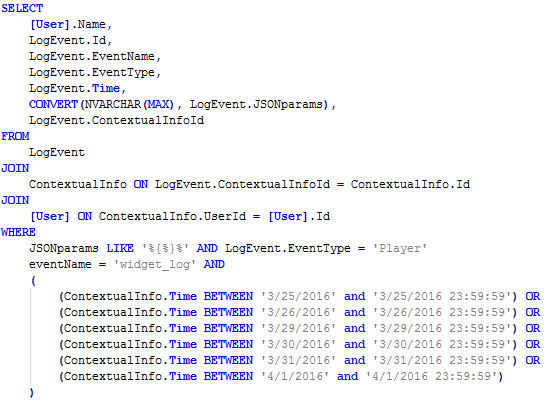 SELECT
[User].Name,
LogEvent.Id,
LogEvent.EventName,
LogEvent.EventType,
LogEvent.Time,
CONVERT(NVARCHAR(MAX), LogEvent.JSONparams),
LogEvent.ContextualInfoId
FROM
LogEvent
JOIN
ContextualInfo ON LogEvent.ContextualInfoId = ContextualInfo.Id
JOIN
[User] ON ContextualInfo.UserId = [User].Id
WHERE
JSONparams LIKE '%{%}%' AND LogEvent.EventType = 'Player'
eventName = 'widget_log' AND
(
(ContextualInfo.Time BETWEEN '3/25/2016' and '3/25/2016 23:59:59') OR
(ContextualInfo.Time BETWEEN '3/26/2016' and '3/26/2016 23:59:59') OR
(ContextualInfo.Time BETWEEN '3/29/2016' and '3/29/2016 23:59:59') OR
(ContextualInfo.Time BETWEEN '3/30/2016' and '3/30/2016 23:59:59') OR
(ContextualInfo.Time BETWEEN '3/31/2016' and '3/31/2016 23:59:59') OR
(ContextualInfo.Time BETWEEN '4/1/2016' and '4/1/2016 23:59:59')
)